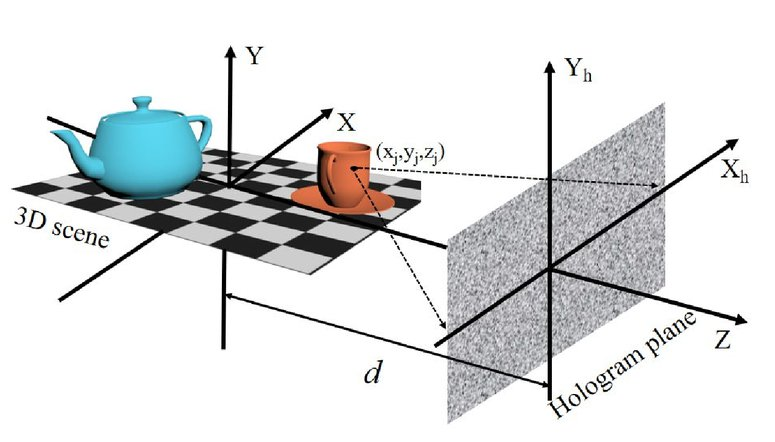 Y
Yₕ
X
(xⱼ,yⱼ,zⱼ)
Xₕ
3D scene
Z
d
Hologram plane